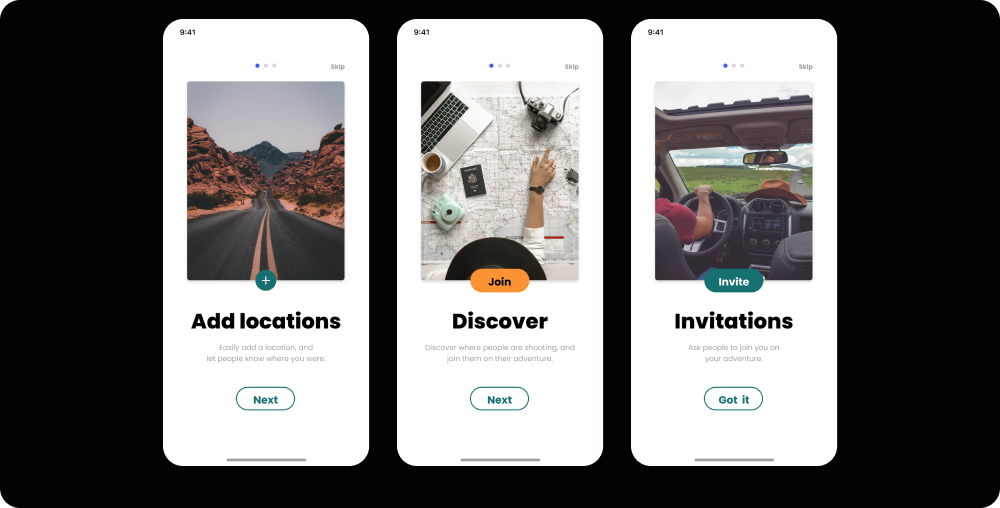 9:41
Skip
Add locations
Easily add a location, and
let people know where you were.
Next
9:41
Skip
Join
Discover
Discover where people are shooting, and
join them on their adventure.
Next
9:41
Skip
Invite
Invitations
Ask people to join you on
your adventure.
Got it